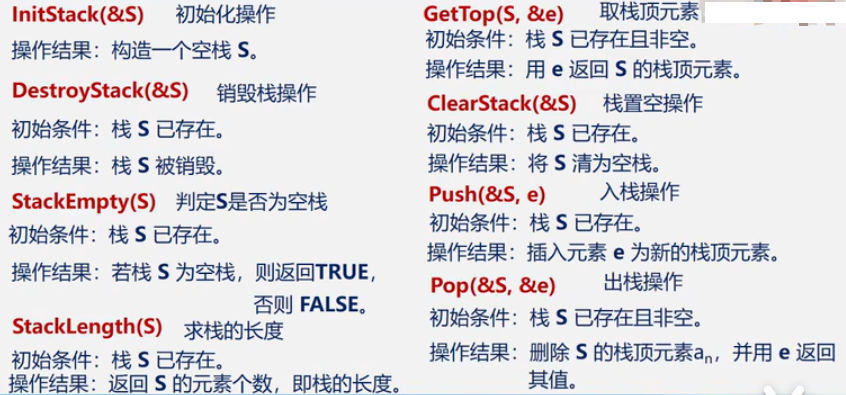 InitStack(&S) 初始化操作
操作结果：构造一个空栈 S。
DestroyStack(&S) 销毁栈操作
初始条件：栈 S 已存在。
操作结果：栈 S 被销毁。
StackEmpty(S) 判定S是否为空栈
初始条件：栈 S 已存在。
操作结果：若栈 S 为空栈，则返回TRUE，
否则 FALSE。
StackLength(S) 求栈的长度
初始条件：栈 S 已存在。
操作结果：返回 S 的元素个数，即栈的长度。
GetTop(S, &e) 取栈顶元素
初始条件：栈 S 已存在且非空。
操作结果：用 e 返回 S 的栈顶元素。
ClearStack(&S) 栈置空操作
初始条件：栈 S 已存在。
操作结果：将 S 清为空栈。
Push(&S, e) 入栈操作
初始条件：栈 S 已存在。
操作结果：插入元素 e 为新的栈顶元素。
Pop(&S, &e) 出栈操作
初始条件：栈 S 已存在且非空。
操作结果：删除 S 的栈顶元素aₙ，并用 e 返回
其值。